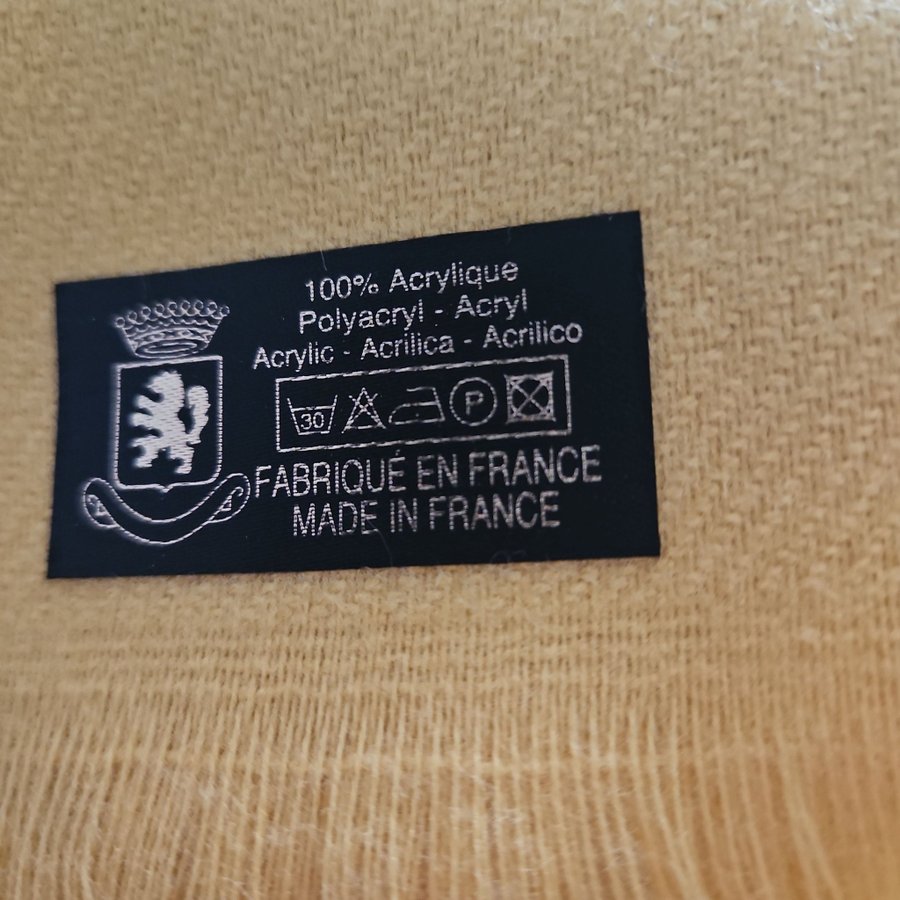 100% Acrylique
Polyacryl - Acryl
Acrylic - Acrilica - Acrilico
30 P
FABRIQUÉ EN FRANCE
MADE IN FRANCE